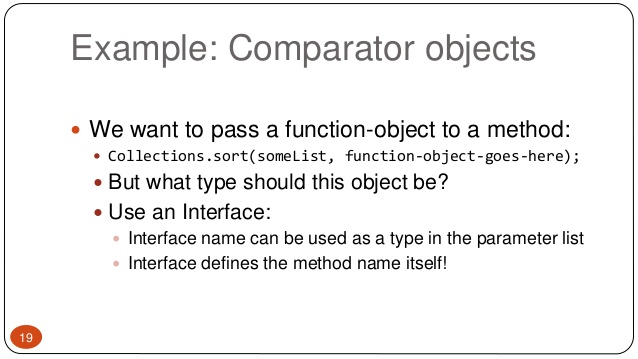 Example: Comparator objects
We want to pass a function-object to a method:
Collections.sort(someList, function-object-goes-here);
But what type should this object be?
Use an Interface:
Interface name can be used as a type in the parameter list
Interface defines the method name itself!
19